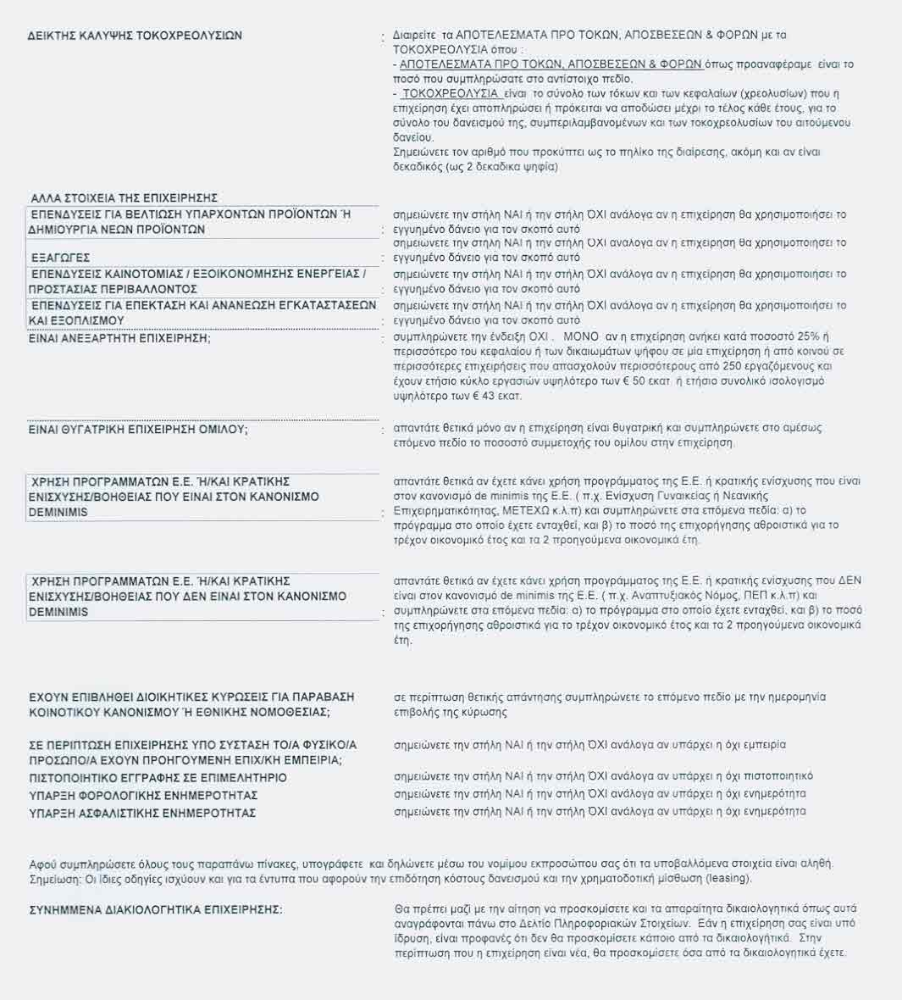 ΔΕΙΚΤΗΣ ΚΑΛΥΨΗΣ ΤΟΚΟΧΡΕΟΛΥΣΙΩΝ : Διαιρείτε τα ΑΠΟΤΕΛΕΣΜΑΤΑ ΠΡΟ ΤΟΚΩΝ, ΑΠΟΣΒΕΣΕΩΝ & ΦΟΡΩΝ με τα
ΤΟΚΟΧΡΕΟΛΥΣΙΑ όπου :
- ΑΠΟΤΕΛΕΣΜΑΤΑ ΠΡΟ ΤΟΚΩΝ, ΑΠΟΣΒΕΣΕΩΝ & ΦΟΡΩΝ όπως προαναφέραμε είναι το
ποσό που συμπληρώσατε στο αντίστοιχο πεδίο.
- ΤΟΚΟΧΡΕΟΛΥΣΙΑ είναι το σύνολο των τόκων και των κεφαλαίων (χρεολυσίων) που η
επιχείρηση έχει αποπληρώσει ή πρόκειται να αποδώσει μέχρι το τέλος κάθε έτους, για το
σύνολο του δανεισμού της, συμπεριλαμβανομένων και των τοκοχρεολυσίων του αιτούμενου
δανείου.
Σημειώνετε τον αριθμό που προκύπτει ως το πηλίκο της διαίρεσης, ακόμη και αν είναι
δεκαδικός (ως 2 δεκαδικα ψηφία)
ΑΛΛΑ ΣΤΟΙΧΕΙΑ ΤΗΣ ΕΠΙΧΕΙΡΗΣΗΣ
ΕΠΕΝΔΥΣΕΙΣ ΓΙΑ ΒΕΛΤΙΩΣΗ ΥΠΑΡΧΟΝΤΩΝ ΠΡΟΪΟΝΤΩΝ Ή σημειώνετε την στήλη ΝΑΙ ή την στήλη ΌΧΙ ανάλογα αν η επιχείρηση θα χρησιμοποιήσει το
ΔΗΜΙΟΥΡΓΙΑ ΝΕΩΝ ΠΡΟΪΟΝΤΩΝ : εγγυημένο δάνειο για τον σκοπό αυτό
σημειώνετε την στήλη ΝΑΙ ή την στήλη ΌΧΙ ανάλογα αν η επιχείρηση θα χρησιμοποιήσει το
ΕΞΑΓΩΓΕΣ : εγγυημένο δάνειο για τον σκοπό αυτό
ΕΠΕΝΔΥΣΕΙΣ ΚΑΙΝΟΤΟΜΙΑΣ / ΕΞΟΙΚΟΝΟΜΗΣΗΣ ΕΝΕΡΓΕΙΑΣ / σημειώνετε την στήλη ΝΑΙ ή την στήλη ΌΧΙ ανάλογα αν η επιχείρηση θα χρησιμοποιήσει το
ΠΡΟΣΤΑΣΙΑΣ ΠΕΡΙΒΑΛΛΟΝΤΟΣ : εγγυημένο δάνειο για τον σκοπό αυτό
ΕΠΕΝΔΥΣΕΙΣ ΓΙΑ ΕΠΕΚΤΑΣΗ ΚΑΙ ΑΝΑΝΕΩΣΗ ΕΓΚΑΤΑΣΤΑΣΕΩΝ σημειώνετε την στήλη ΝΑΙ ή την στήλη ΌΧΙ ανάλογα αν η επιχείρηση θα χρησιμοποιήσει το
ΚΑΙ ΕΞΟΠΛΙΣΜΟΥ : εγγυημένο δάνειο για τον σκοπό αυτό
ΕΙΝΑΙ ΑΝΕΞΑΡΤΗΤΗ ΕΠΙΧΕΙΡΗΣΗ; : συμπληρώνετε την ένδειξη ΟΧΙ . ΜΟΝΟ αν η επιχείρηση ανήκει κατά ποσοστό 25% ή
περισσότερο του κεφαλαίου ή των δικαιωμάτων ψήφου σε μία επιχείρηση ή από κοινού σε
περισσότερες επιχειρήσεις που απασχολούν περισσότερους από 250 εργαζόμενους και
έχουν ετήσιο κύκλο εργασιών υψηλότερο των € 50 εκατ. ή ετήσιο συνολικό ισολογισμό
υψηλότερο των € 43 εκατ.
ΕΙΝΑΙ ΘΥΓΑΤΡΙΚΗ ΕΠΙΧΕΙΡΗΣΗ ΟΜΙΛΟΥ; : απαντάτε θετικά μόνο αν η επιχείρηση είναι θυγατρική και συμπληρώνετε στο αμέσως
επόμενο πεδίο το ποσοστό συμμετοχής του ομίλου στην επιχείρηση.
ΧΡΗΣΗ ΠΡΟΓΡΑΜΜΑΤΩΝ Ε.Ε. Ή/ΚΑΙ ΚΡΑΤΙΚΗΣ απαντάτε θετικά αν έχετε κάνει χρήση προγράμματος της Ε.Ε. ή κρατικής ενίσχυσης που είναι
ΕΝΙΣΧΥΣΗΣ/ΒΟΗΘΕΙΑΣ ΠΟΥ ΕΙΝΑΙ ΣΤΟΝ ΚΑΝΟΝΙΣΜΟ στον κανονισμό de minimis της Ε.Ε. ( π.χ. Ενίσχυση Γυναικείας ή Νεανικής
DEMINIMIS : Επιχειρηματικότητας, ΜΕΤΕΧΩ κ.λ.π) και συμπληρώνετε στα επόμενα πεδία: α) το
πρόγραμμα στο οποίο έχετε ενταχθεί, και β) το ποσό της επιχορήγησης αθροιστικά για το
τρέχον οικονομικό έτος και τα 2 προηγούμενα οικονομικά έτη.
ΧΡΗΣΗ ΠΡΟΓΡΑΜΜΑΤΩΝ Ε.Ε. Ή/ΚΑΙ ΚΡΑΤΙΚΗΣ απαντάτε θετικά αν έχετε κάνει χρήση προγράμματος της Ε.Ε. ή κρατικής ενίσχυσης που ΔΕΝ
ΕΝΙΣΧΥΣΗΣ/ΒΟΗΘΕΙΑΣ ΠΟΥ ΔΕΝ ΕΙΝΑΙ ΣΤΟΝ ΚΑΝΟΝΙΣΜΟ είναι στον κανονισμό de minimis της Ε.Ε. ( π.χ. Αναπτυξιακός Νόμος, ΠΕΠ κ.λ.π) και
DEMINIMIS : συμπληρώνετε στα επόμενα πεδία: α) το πρόγραμμα στο οποίο έχετε ενταχθεί, και β) το ποσό
της επιχορήγησης αθροιστικά για το τρέχον οικονομικό έτος και τα 2 προηγούμενα οικονομικά
έτη.
ΕΧΟΥΝ ΕΠΙΒΛΗΘΕΙ ΔΙΟΙΚΗΤΙΚΕΣ ΚΥΡΩΣΕΙΣ ΓΙΑ ΠΑΡΑΒΑΣΗ σε περίπτωση θετικής απάντησης συμπληρώνετε το επόμενο πεδίο με την ημερομηνία
ΚΟΙΝΟΤΙΚΟΥ ΚΑΝΟΝΙΣΜΟΥ Ή ΕΘΝΙΚΗΣ ΝΟΜΟΘΕΣΙΑΣ; επιβολής της κύρωσης
ΣΕ ΠΕΡΙΠΤΩΣΗ ΕΠΙΧΕΙΡΗΣΗΣ ΥΠΟ ΣΥΣΤΑΣΗ ΤΟ/Α ΦΥΣΙΚΟ/Α σημειώνετε την στήλη ΝΑΙ ή την στήλη ΌΧΙ ανάλογα αν υπάρχει η όχι εμπειρία
ΠΡΟΣΩΠΟ/Α ΕΧΟΥΝ ΠΡΟΗΓΟΥΜΕΝΗ ΕΠΙΧ/ΚΗ ΕΜΠΕΙΡΙΑ;
ΠΙΣΤΟΠΟΙΗΤΙΚΟ ΕΓΓΡΑΦΗΣ ΣΕ ΕΠΙΜΕΛΗΤΗΡΙΟ σημειώνετε την στήλη ΝΑΙ ή την στήλη ΌΧΙ ανάλογα αν υπάρχει η όχι πιστοποιητικό
ΥΠΑΡΞΗ ΦΟΡΟΛΟΓΙΚΗΣ ΕΝΗΜΕΡΟΤΗΤΑΣ σημειώνετε την στήλη ΝΑΙ ή την στήλη ΌΧΙ ανάλογα αν υπάρχει η όχι ενημερότητα
ΥΠΑΡΞΗ ΑΣΦΑΛΙΣΤΙΚΗΣ ΕΝΗΜΕΡΟΤΗΤΑΣ σημειώνετε την στήλη ΝΑΙ ή την στήλη ΌΧΙ ανάλογα αν υπάρχει η όχι ενημερότητα
Αφού συμπληρώσετε όλους τους παραπάνω πίνακες, υπογράφετε και δηλώνετε μέσω του νομίμου εκπροσώπου σας ότι τα υποβαλλόμενα στοιχεία είναι αληθή.
Σημείωση: Οι ίδιες οδηγίες ισχύουν και για τα έντυπα που αφορούν την επιδότηση κόστους δανεισμού και την χρηματοδοτική μίσθωση (leasing).
ΣΥΝΗΜΜΕΝΑ ΔΙΑΚΙΟΛΟΓΗΤΙΚΑ ΕΠΙΧΕΙΡΗΣΗΣ: Θα πρέπει μαζί με την αίτηση να προσκομίσετε και τα απαραίτητα δικαιολογητικά όπως αυτά
αναγράφονται πάνω στο Δελτίο Πληροφοριακών Στοιχείων. Εάν η επιχείρηση σας είναι υπό
ίδρυση, είναι προφανές ότι δεν θα προσκομίσετε κάποιο από τα δικαιολογήτικά. Στην
περίπτωση που η επιχείρηση είναι νέα, θα προσκομίσετε όσα από τα δικαιολογητικά έχετε.